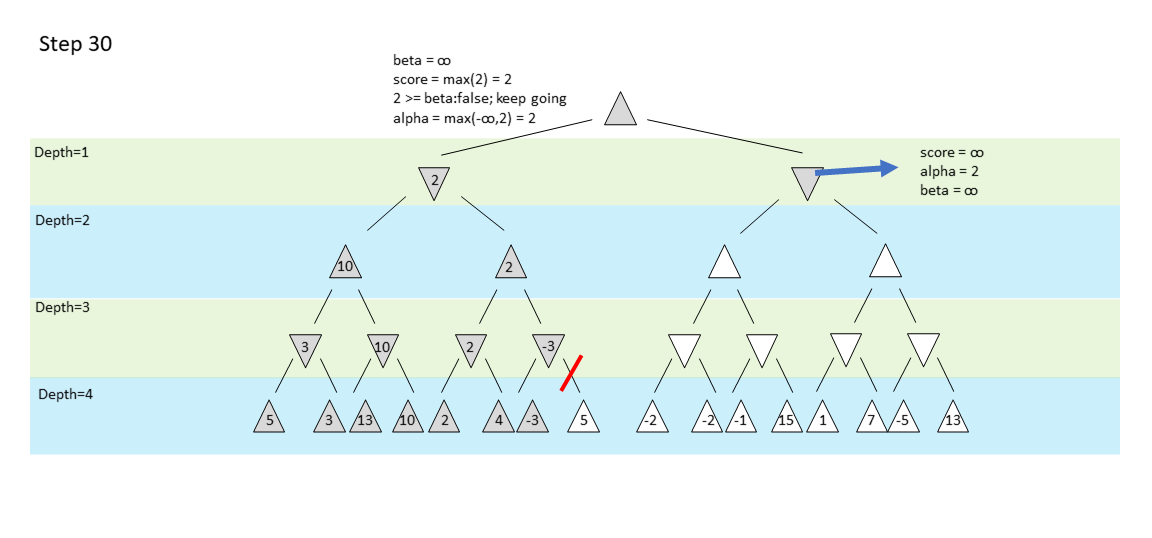 Step 30
beta = ∞
score = max(2) = 2
2 >= beta:false; keep going
alpha = max(-∞,2) = 2
Depth=1
score = ∞
alpha = 2
beta = ∞
2
Depth=2
10 2
Depth=3
3 10 2 -3
Depth=4
5 3 13 10 2 4 -3 5 -2 -2 -1 15 1 7 -5 13